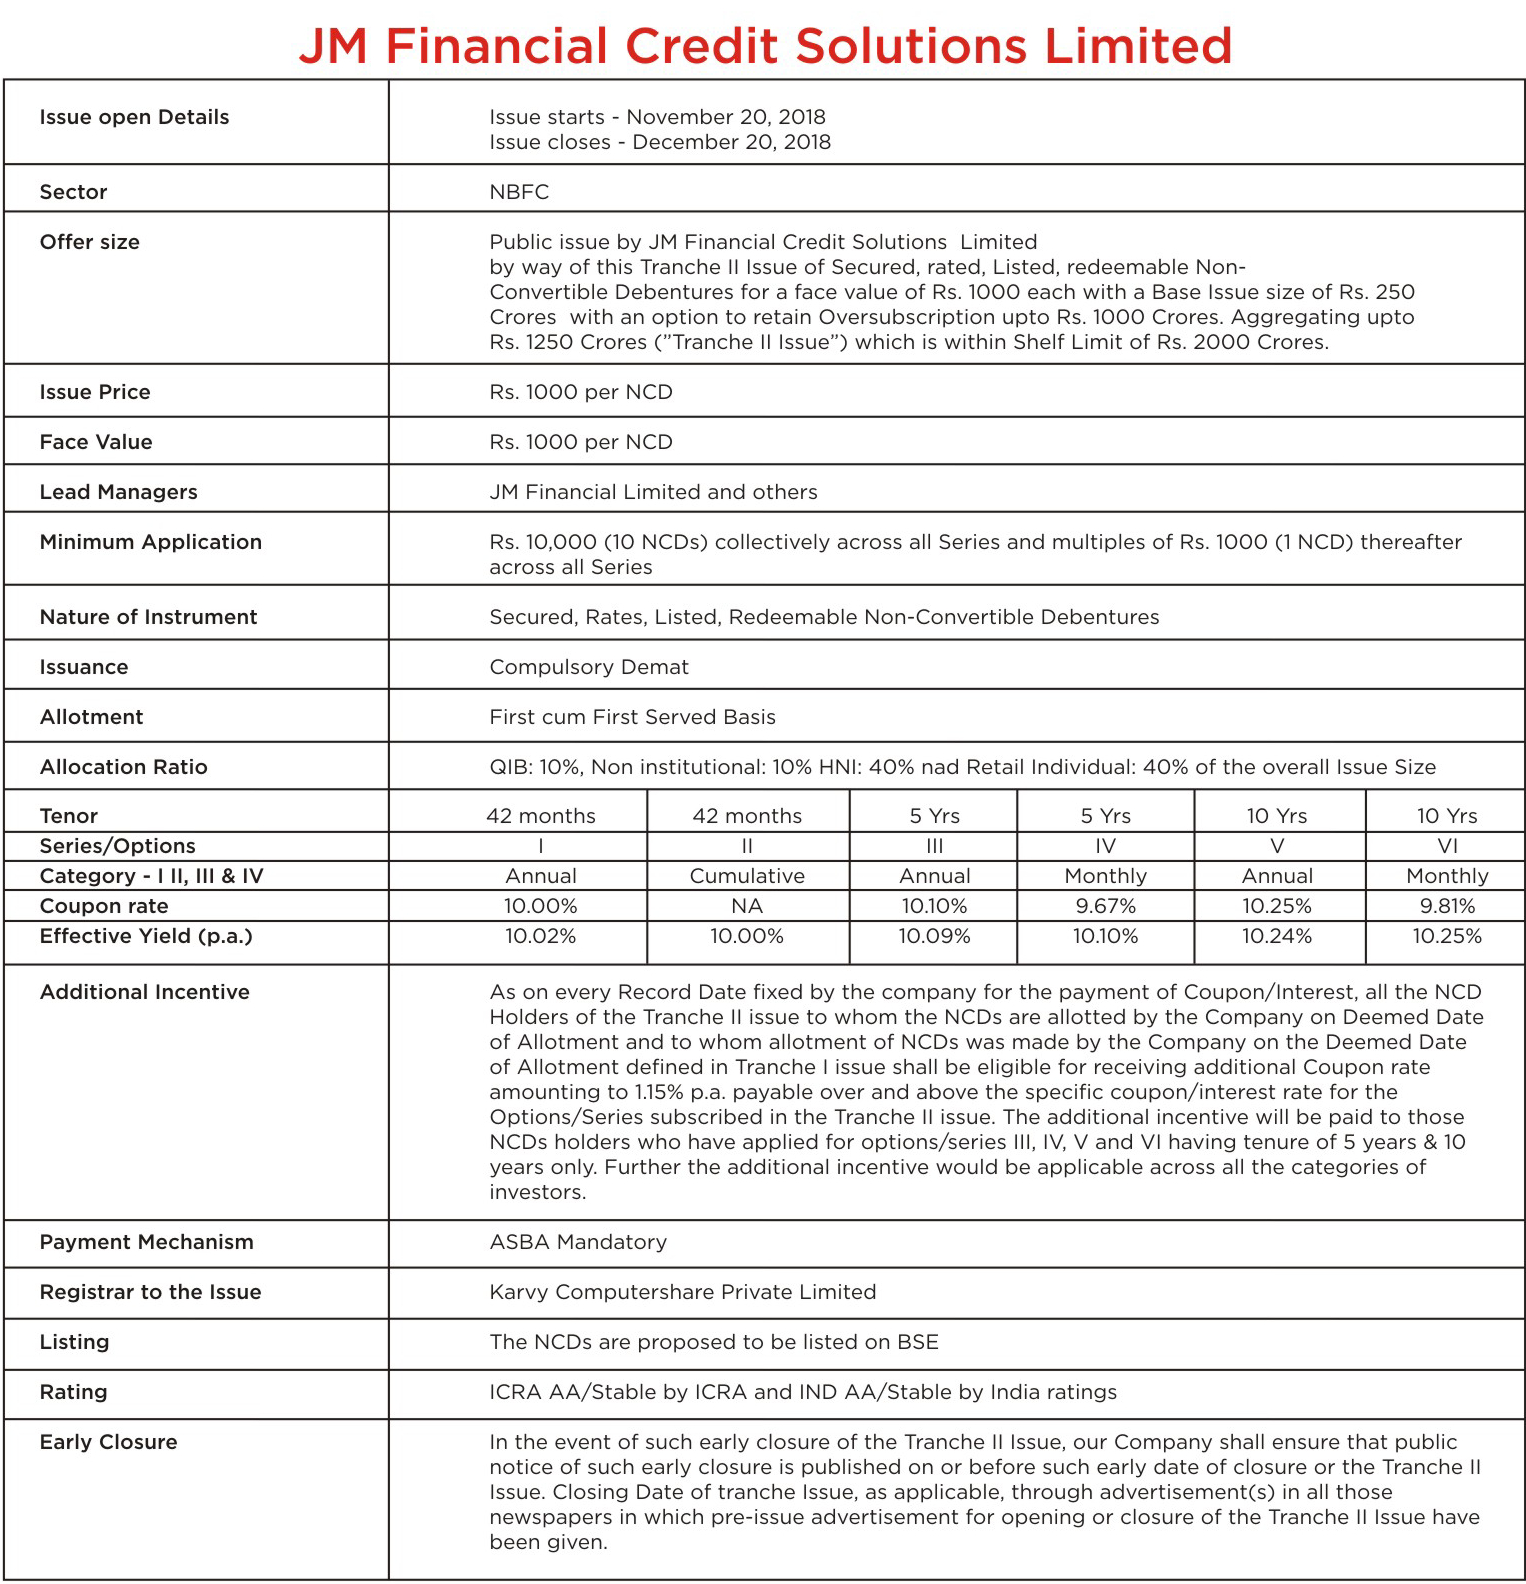 JM Financial Credit Solutions Limited
Issue open Details
Issue starts - November 20, 2018
Issue closes - December 20, 2018
Sector
NBFC
Offer size
Public issue by JM Financial Credit Solutions Limited
by way of this Tranche II Issue of Secured, rated, Listed, redeemable Non-
Convertible Debentures for a face value of Rs. 1000 each with a Base Issue size of Rs. 250
Crores with an option to retain Oversubscription upto Rs. 1000 Crores. Aggregating upto
Rs. 1250 Crores (”Tranche II Issue”) which is within Shelf Limit of Rs. 2000 Crores.
Issue Price
Rs. 1000 per NCD
Face Value
Rs. 1000 per NCD
Lead Managers
JM Financial Limited and others
Minimum Application
Rs. 10,000 (10 NCDs) collectively across all Series and multiples of Rs. 1000 (1 NCD) thereafter
across all Series
Nature of Instrument
Secured, Rates, Listed, Redeemable Non-Convertible Debentures
Issuance
Compulsory Demat
Allotment
First cum First Served Basis
Allocation Ratio
QIB: 10%, Non institutional: 10% HNI: 40% nad Retail Individual: 40% of the overall Issue Size
Tenor 42 months 42 months 5 Yrs 5 Yrs 10 Yrs 10 Yrs
Series/Options I II III IV V VI
Category - I II, III & IV Annual Cumulative Annual Monthly Annual Monthly
Coupon rate 10.00% NA 10.10% 9.67% 10.25% 9.81%
Effective Yield (p.a.) 10.02% 10.00% 10.09% 10.10% 10.24% 10.25%
Additional Incentive
As on every Record Date fixed by the company for the payment of Coupon/Interest, all the NCD
Holders of the Tranche II issue to whom the NCDs are allotted by the Company on Deemed Date
of Allotment and to whom allotment of NCDs was made by the Company on the Deemed Date
of Allotment defined in Tranche I issue shall be eligible for receiving additional Coupon rate
amounting to 1.15% p.a. payable over and above the specific coupon/interest rate for the
Options/Series subscribed in the Tranche II issue. The additional incentive will be paid to those
NCDs holders who have applied for options/series III, IV, V and VI having tenure of 5 years & 10
years only. Further the additional incentive would be applicable across all the categories of
investors.
Payment Mechanism
ASBA Mandatory
Registrar to the Issue
Karvy Computershare Private Limited
Listing
The NCDs are proposed to be listed on BSE
Rating
ICRA AA/Stable by ICRA and IND AA/Stable by India ratings
Early Closure
In the event of such early closure of the Tranche II Issue, our Company shall ensure that public
notice of such early closure is published on or before such early date of closure or the Tranche II
Issue. Closing Date of tranche Issue, as applicable, through advertisement(s) in all those
newspapers in which pre-issue advertisement for opening or closure of the Tranche II Issue have
been given.